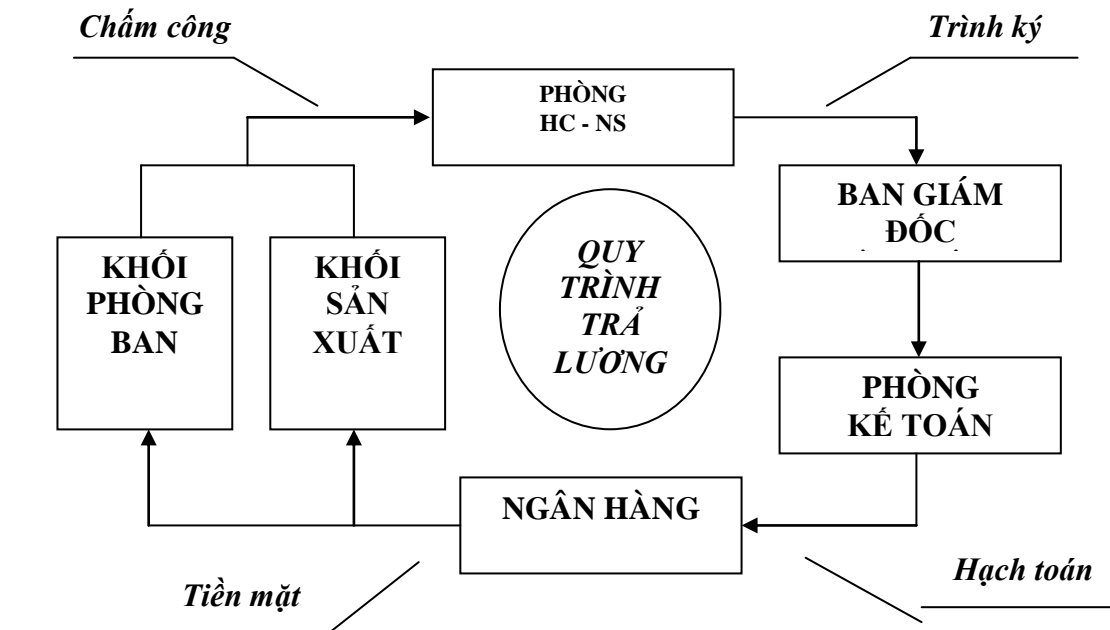 Chấm công
Trình ký
PHÒNG
HC - NS
BAN GIÁM
ĐỐC
KHỐI
PHÒNG
BAN
KHỐI
SẢN
XUẤT
QUY
TRÌNH
TRẢ
LƯƠNG
PHÒNG
KẾ TOÁN
NGÂN HÀNG
Tiền mặt
Hạch toán